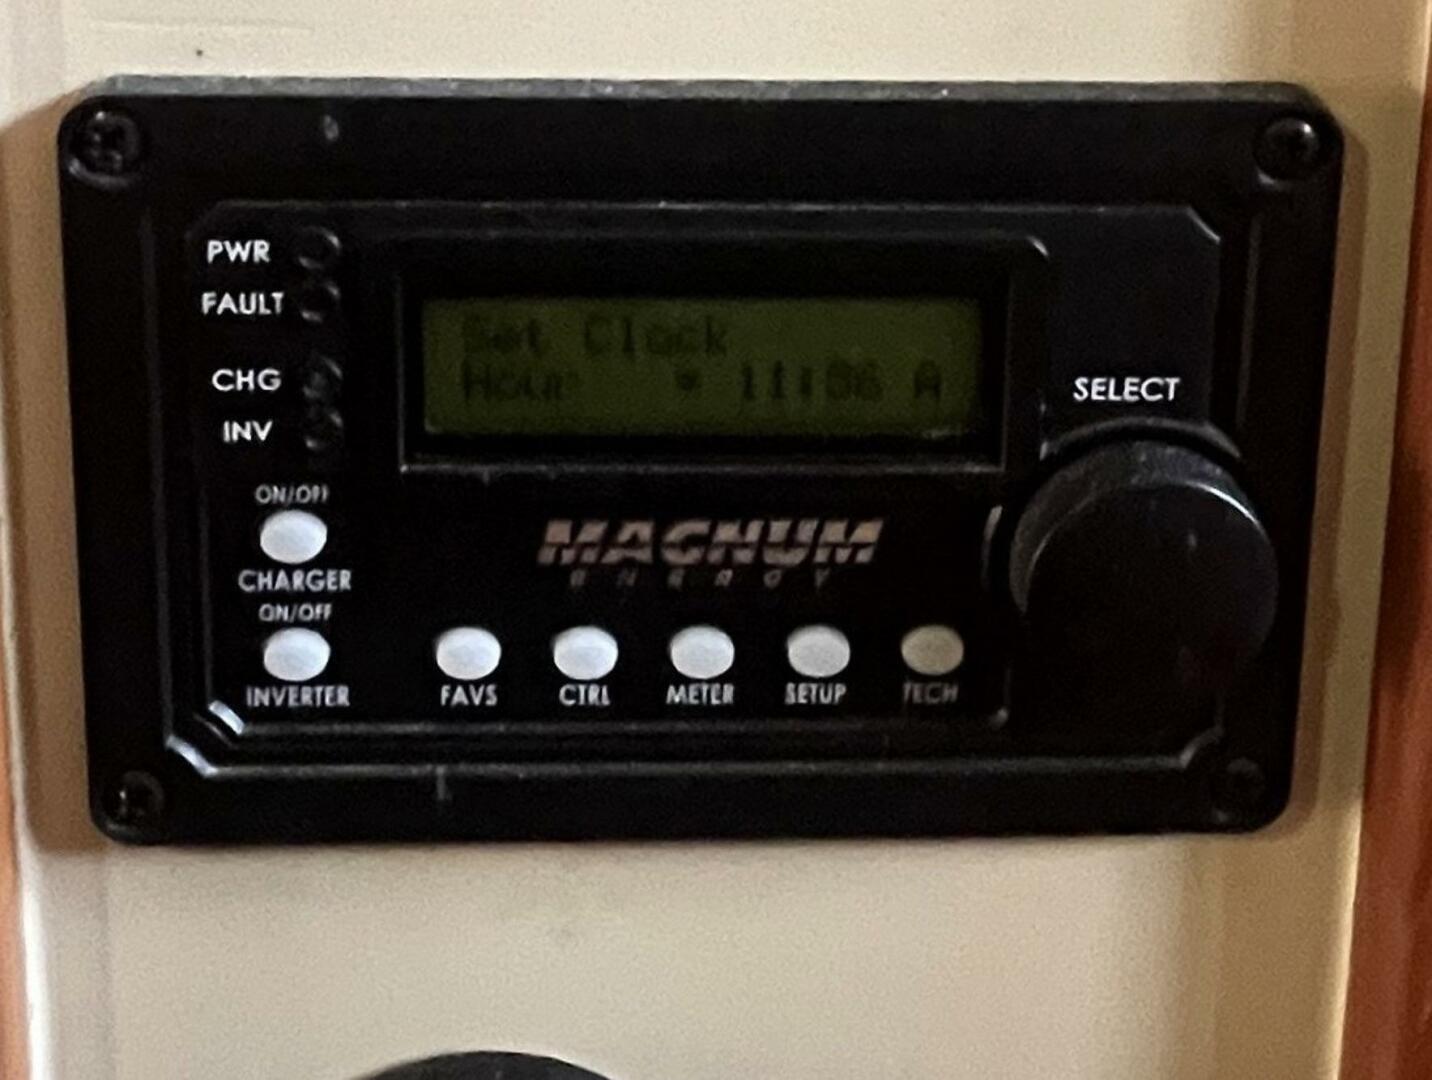 PWR
FAULT
CHG
INV
Set Clock
Hour
SELECT
ON/OFF
CHARGER
ON/OFF
INVERTER
MAGNUM
ENERGY
FAVS
CTRL
METER
SETUP
TECH